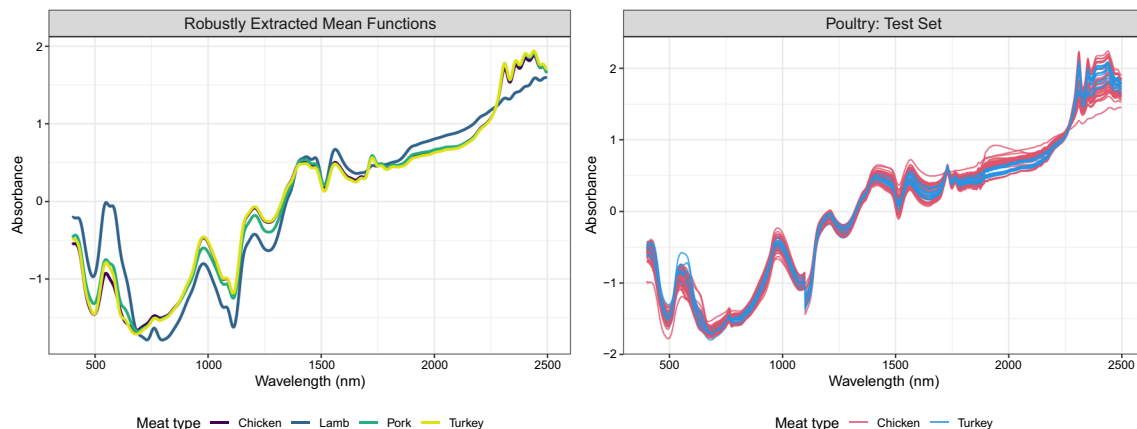 Robustly Extracted Mean Functions
2
1
0
−1
Absorbance
500
1000
1500
2000
2500
Wavelength (nm)
Meat type Chicken Lamb Pork Turkey
Poultry: Test Set
2
1
0
−1
−2
Absorbance
500
1000
1500
2000
2500
Wavelength (nm)
Meat type Chicken Turkey